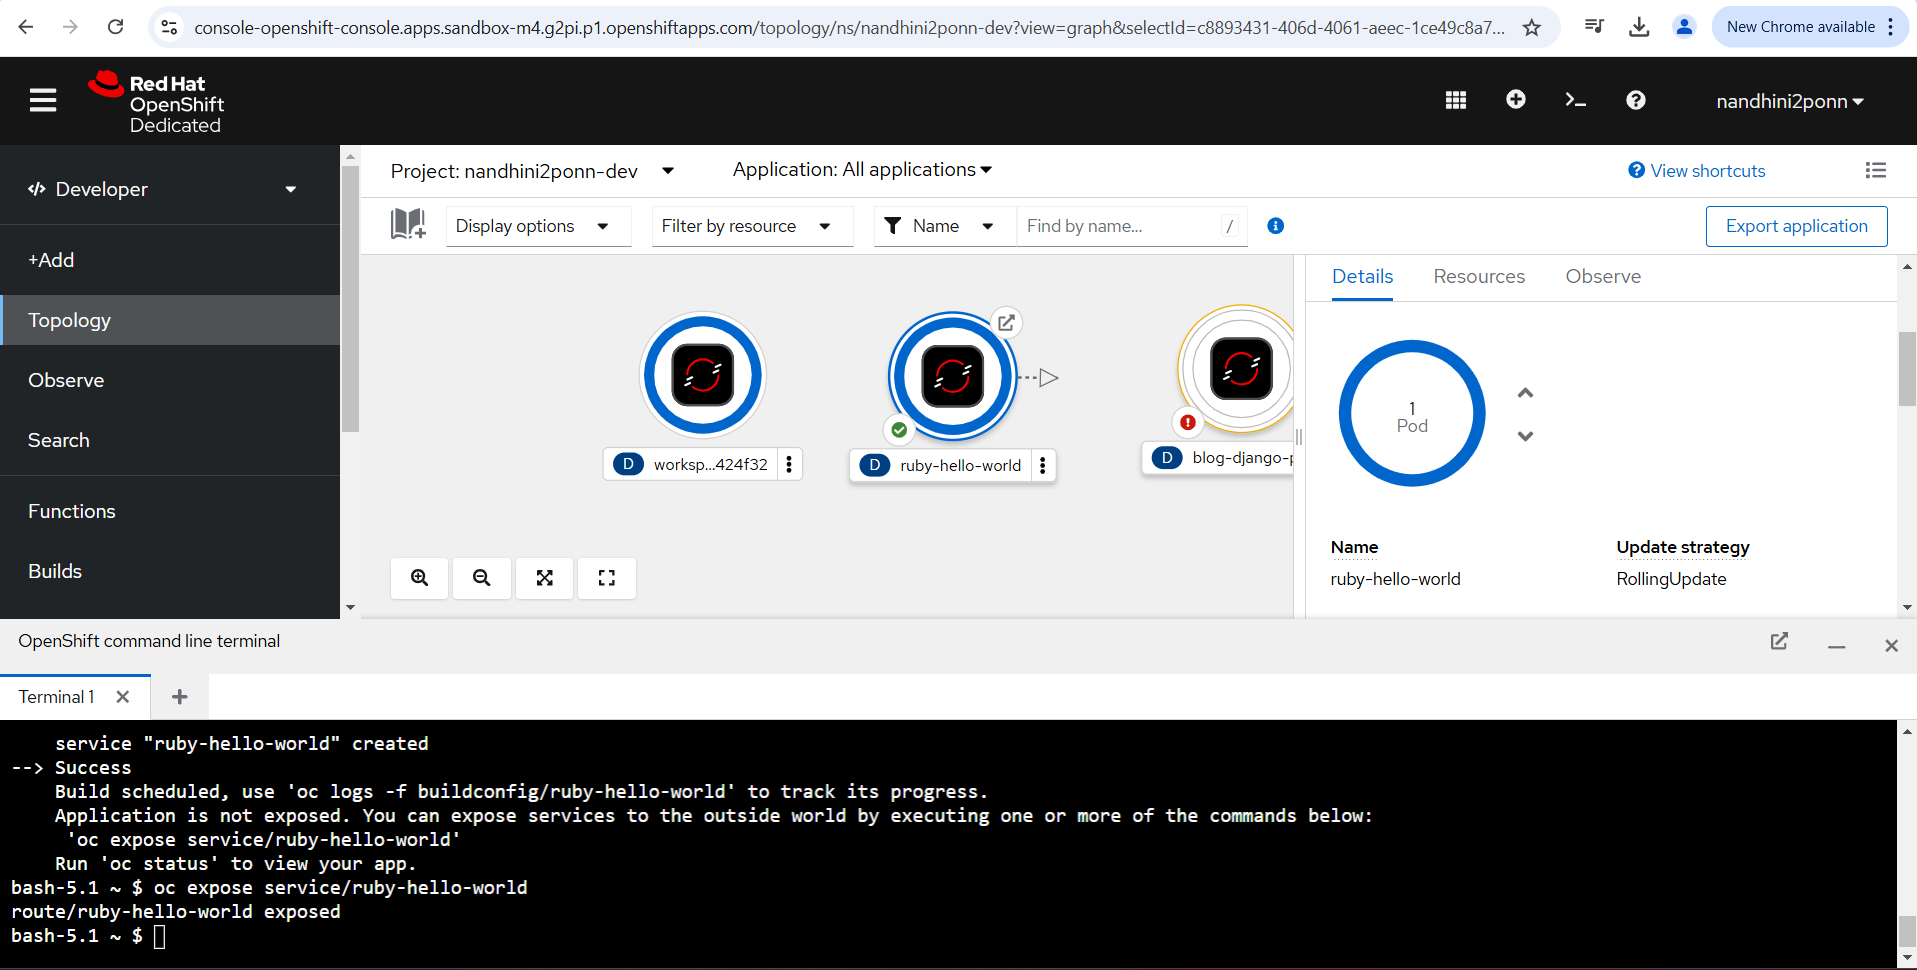 console-openshift-console.apps.sandbox-m4.g2pi.p1.openshiftapps.com/topology/ns/nandhini2ponn-dev?view=graph&selectId=c8893431-406d-4061-aeec-1ce49c8a7...
New Chrome available
Red Hat
OpenShift
Dedicated
nandhini2ponn
Developer
+Add
Topology
Observe
Search
Functions
Builds
Project: nandhini2ponn-dev
Application: All applications
View shortcuts
Display options
Filter by resource
Name
Find by name...
/
Export application
D worksp...424f32
D ruby-hello-world
D blog-django-p
Details
Resources
Observe
1
Pod
Name
Update strategy
ruby-hello-world
RollingUpdate
OpenShift command line terminal
Terminal 1
service "ruby-hello-world" created
--> Success
Build scheduled, use 'oc logs -f buildconfig/ruby-hello-world' to track its progress.
Application is not exposed. You can expose services to the outside world by executing one or more of the commands below:
'oc expose service/ruby-hello-world'
Run 'oc status' to view your app.
bash-5.1 ~ $ oc expose service/ruby-hello-world
route/ruby-hello-world exposed
bash-5.1 ~ $